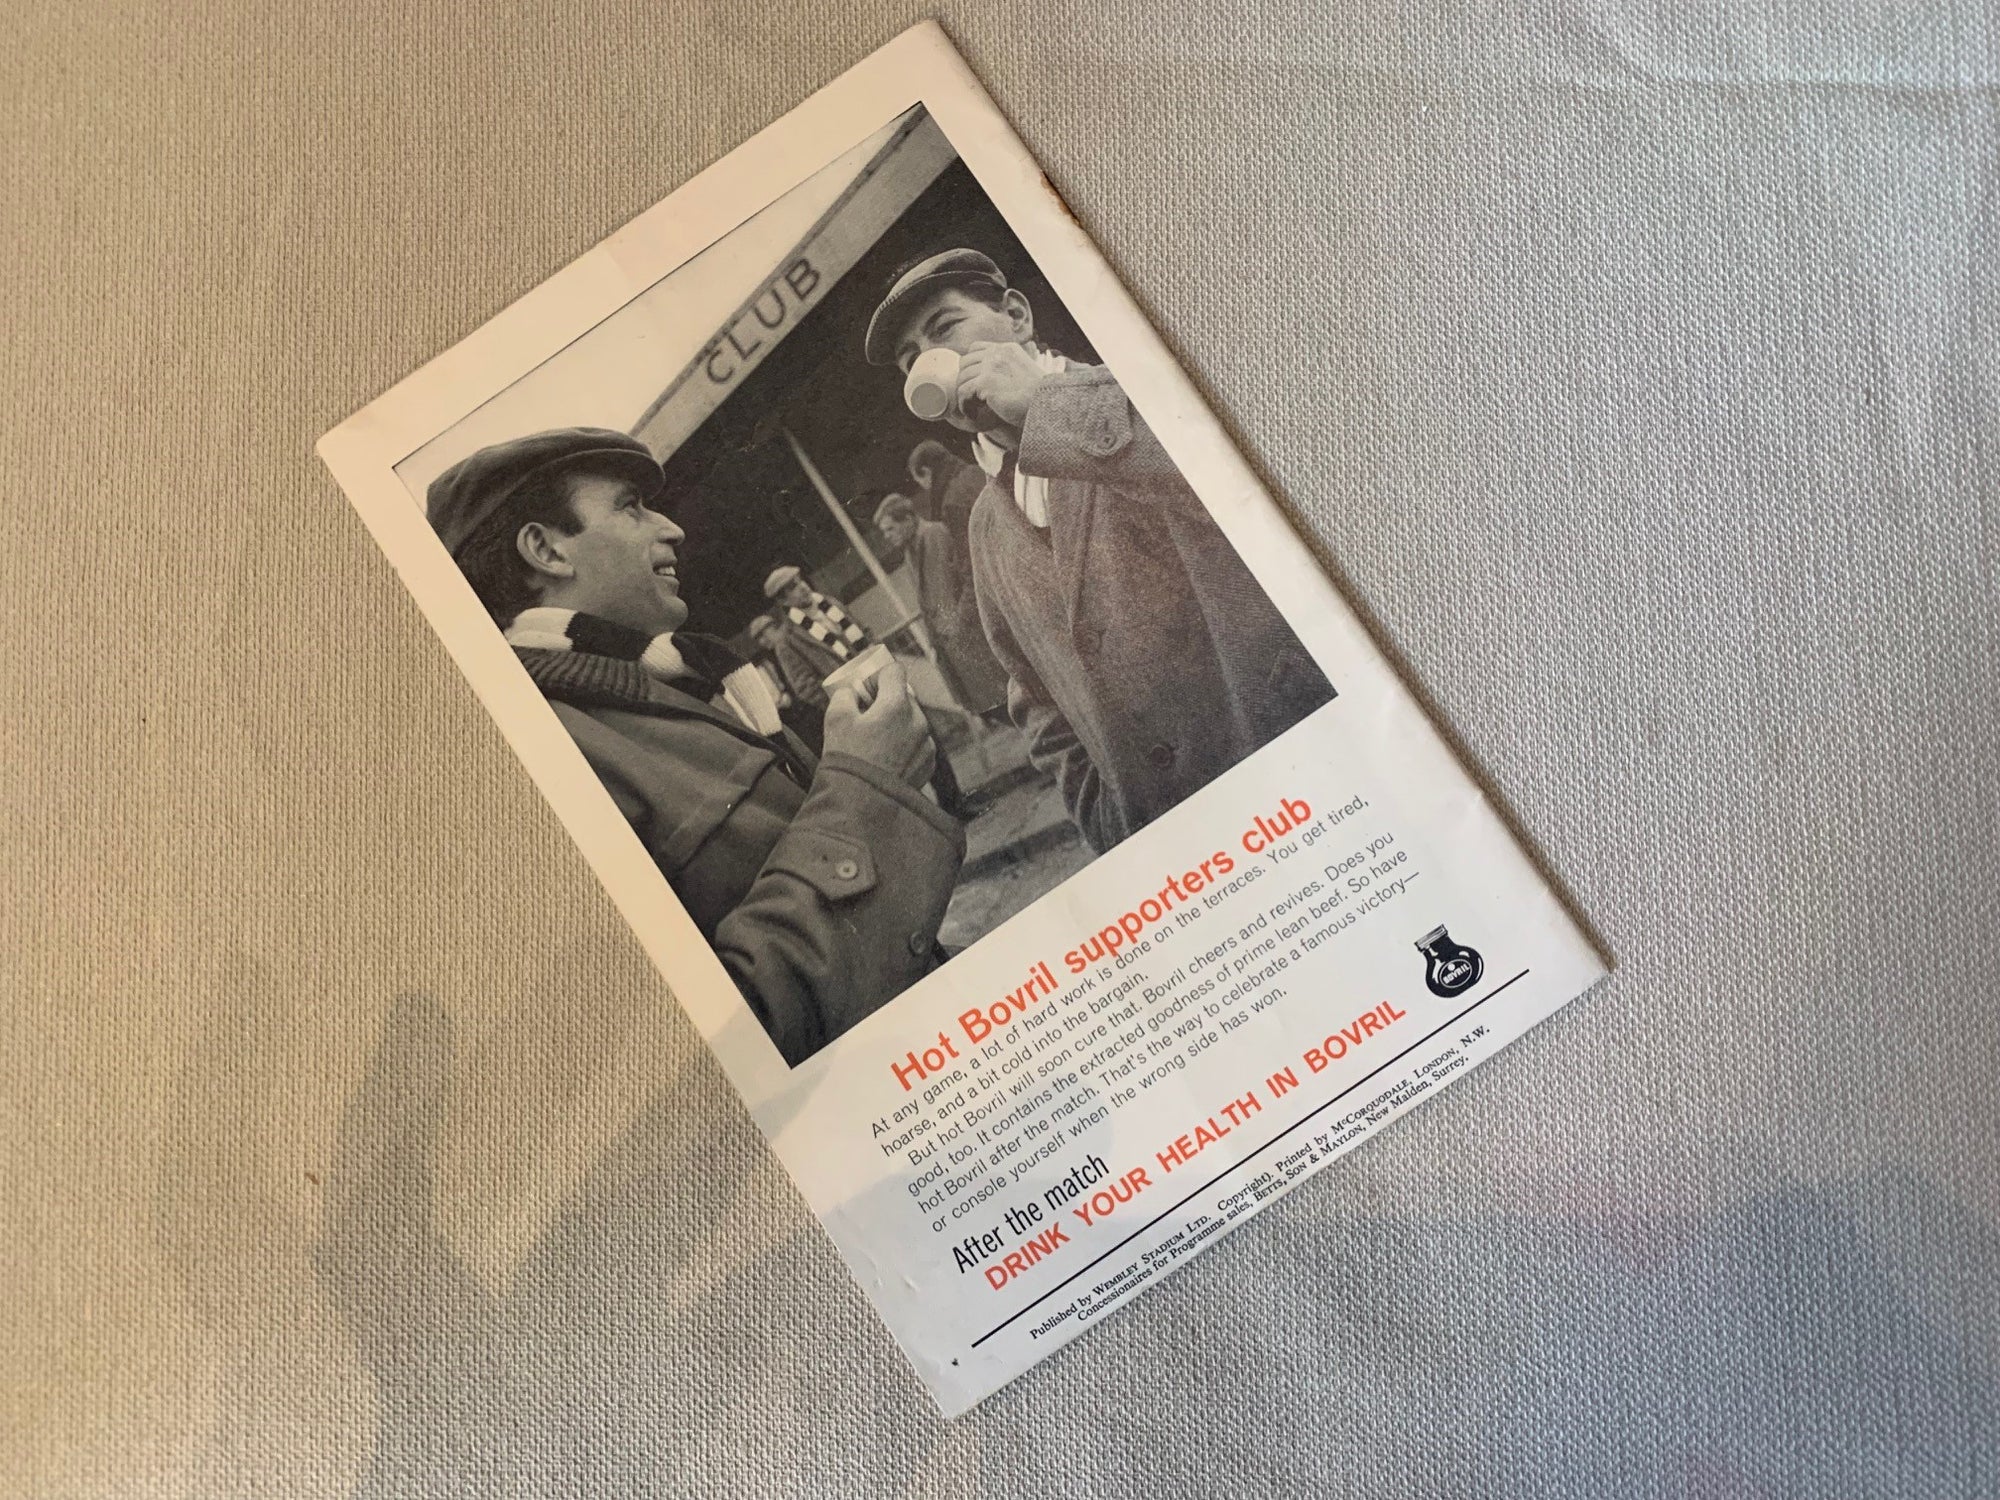 CLUB
Hot Bovril supporters club
At any game, a lot of hard work is done on the terraces. You get tired,
hoarse, and a bit cold into the bargain.
But hot Bovril will soon cure that. Bovril cheers and revives. Does you
good, too. It contains the extracted goodness of prime lean beef. So have
hot Bovril after the match. That's the way to celebrate a famous victory—
or console yourself when the wrong side has won.
After the match
DRINK YOUR HEALTH IN BOVRIL
BOVRIL
Published by WEMBLEY STADIUM LTD. Copyright). Printed by McCORQUODALE, LONDON, N.W.
Concessionaires for Programme sales, BETTS, SON & MAYLON, New Malden, Surrey.